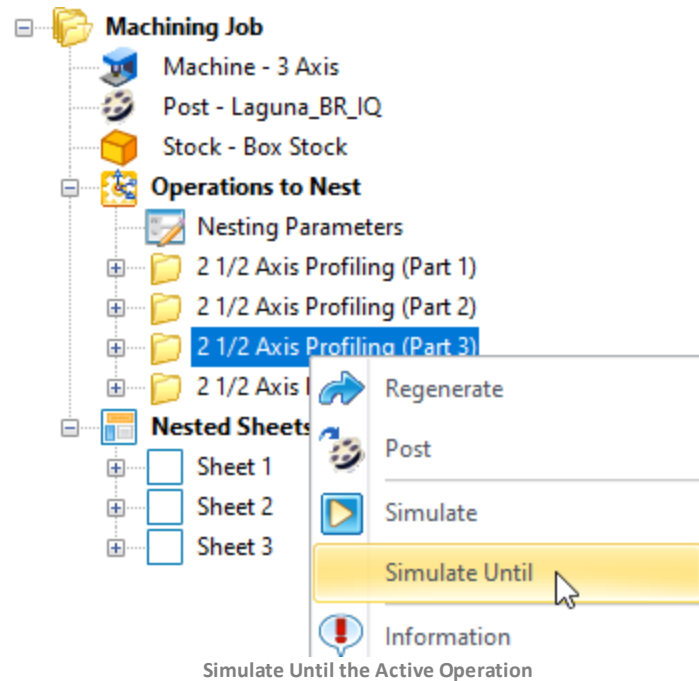 Machining Job
Machine - 3 Axis
Post - Laguna_BR_IQ
Stock - Box Stock
Operations to Nest
Nesting Parameters
2 1/2 Axis Profiling (Part 1)
2 1/2 Axis Profiling (Part 2)
2 1/2 Axis Profiling (Part 3)
2 1/2 Axis
Regenerate
Nested Sheets
Post
Sheet 1
Simulate
Sheet 2
Sheet 3
Simulate Until
Information
Simulate Until the Active Operation